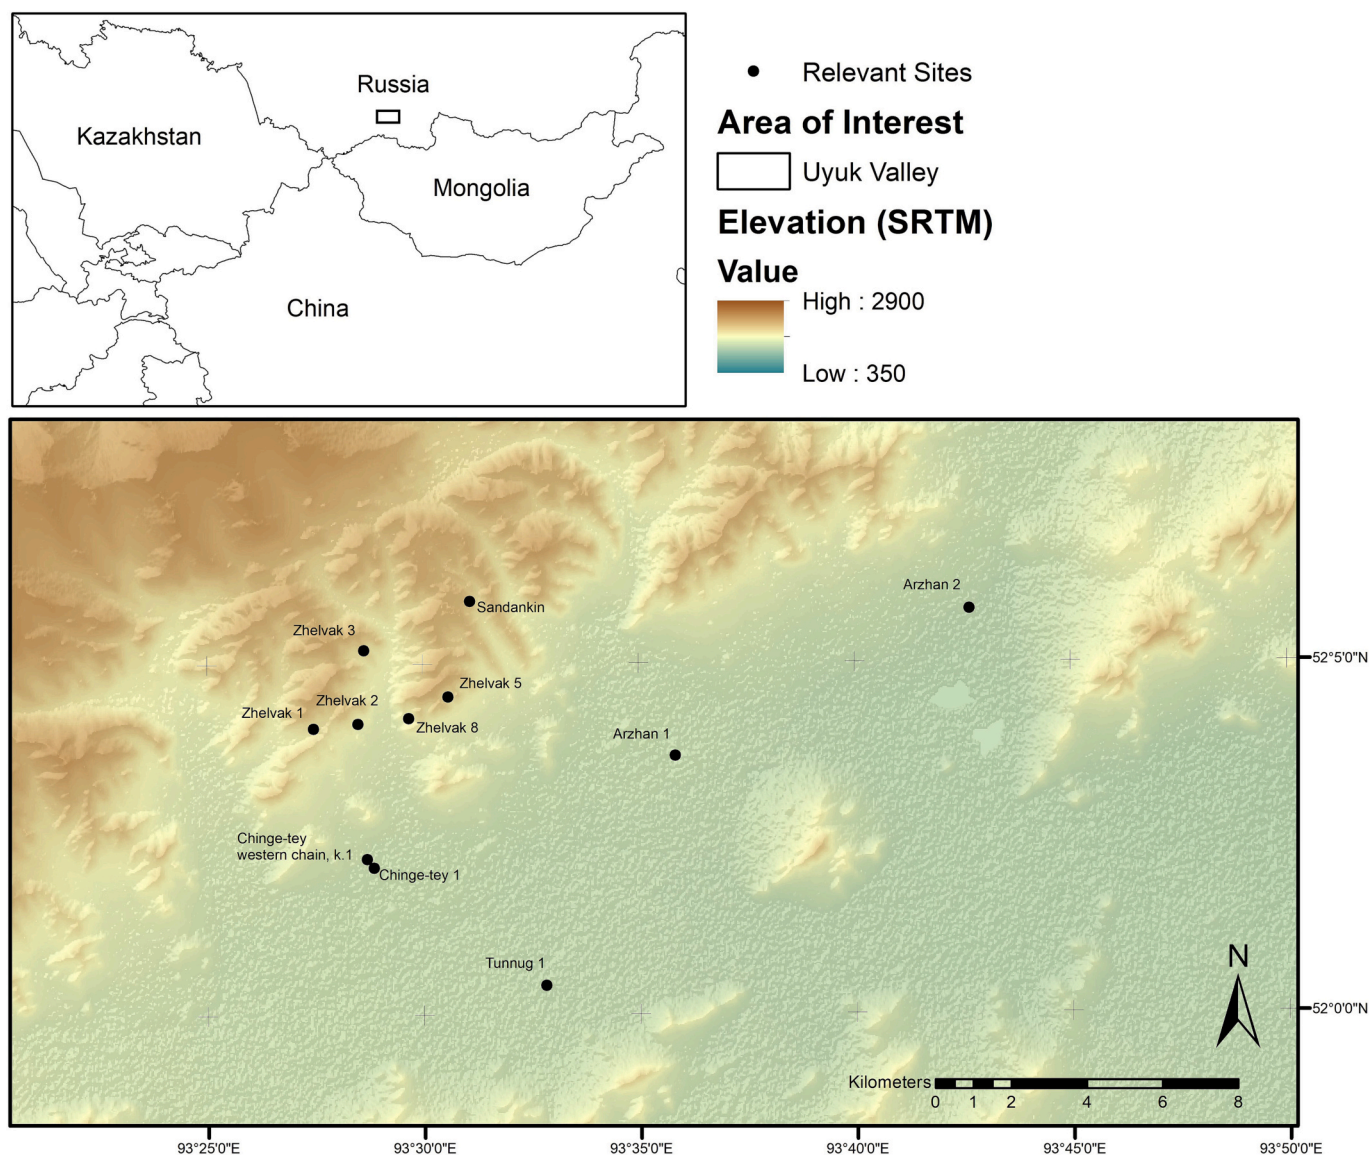 Russia
Kazakhstan
Mongolia
China
Relevant Sites
Area of Interest
Uyuk Valley
Elevation (SRTM)
Value
High : 2900
Low : 350
Arzhan 2
Sandankin
Zhelvak 3
Zhelvak 5
Zhelvak 2
Zhelvak 1
Zhelvak 8
Arzhan 1
Chinge-tey
western chain, k.1
Chinge-tey 1
Tunnug 1
N
Kilometers
0 1 2 4 6 8
52°5'0"N
52°0'0"N
93°25'0"E 93°30'0"E 93°35'0"E 93°40'0"E 93°45'0"E 93°50'0"E